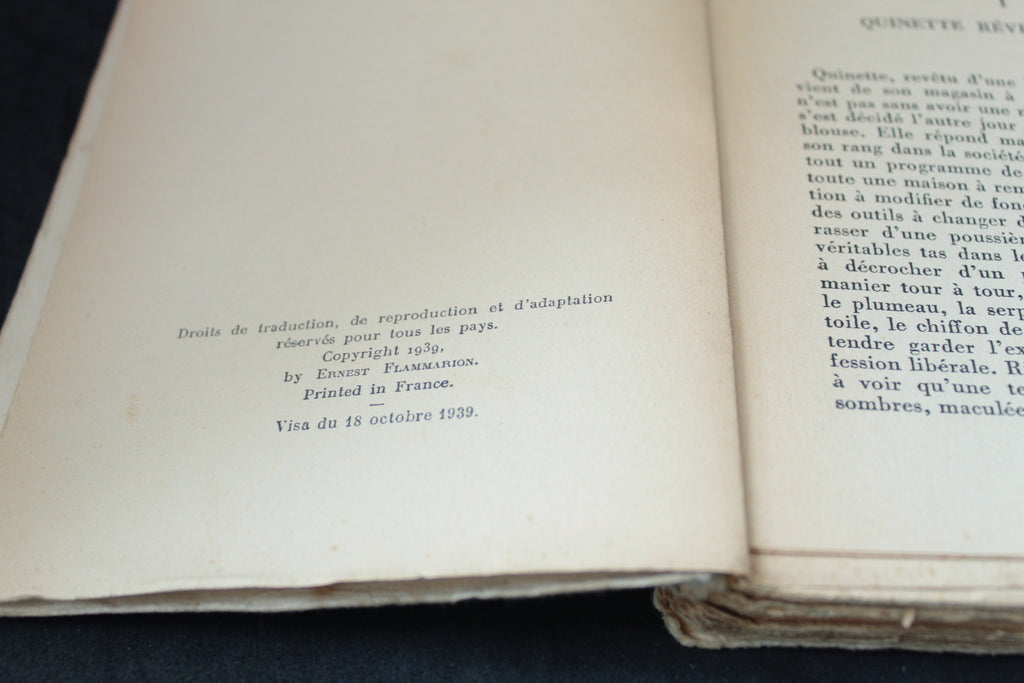 Droits de traduction, de reproduction et d'adaptation
réservés pour tous les pays.
Copyright 1939,
by ERNEST FLAMMARION.
Printed in France.
Visa du 18 octobre 1939.
I
QUINETTE
Quinette, revêtu d'une
vient de son magasin à
n'est pas sans avoir une
s'est décidé l'autre jour
blouse. Elle répond
son rang dans la société
tout un programme de
toute une maison à
tion à modifier de
des outils à changer
rasser d'une
véritables tas dans
à décrocher d'un
manier tour à tour,
le plumeau, la
toile, le chiffon de
tendre garder
fession libérale.
à voir qu'une
sombres,